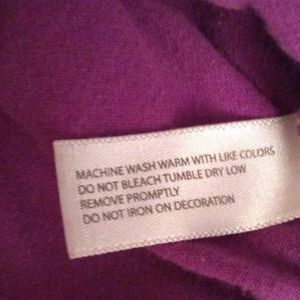 MACHINE WASH WARM WITH LIKE COLORS
DO NOT BLEACH TUMBLE DRY LOW
REMOVE PROMPTLY
DO NOT IRON ON DECORATION